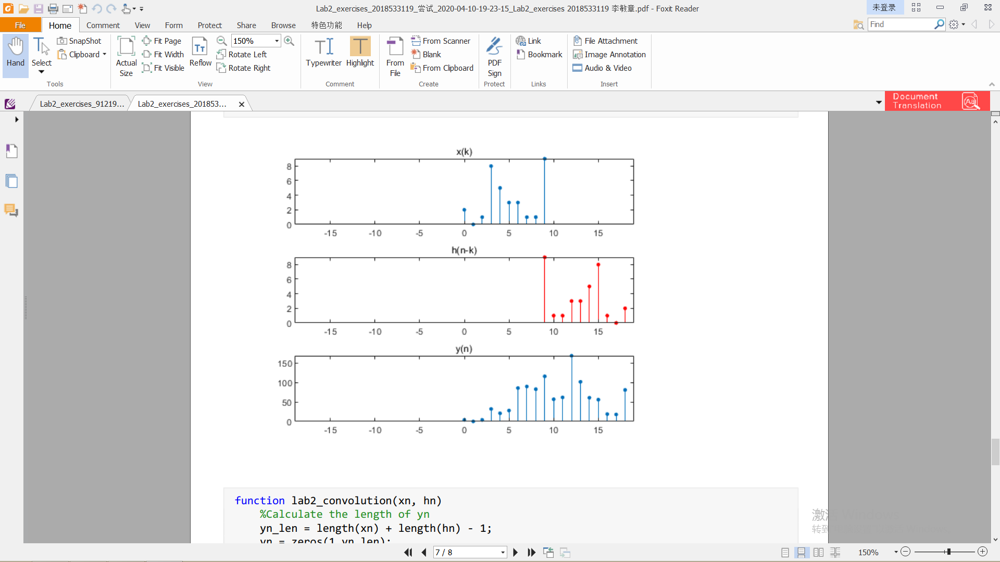 Lab2_exercises_2018533119_尝试_2020-04-10-19-23-15_Lab2_exercises 2018533119 李敏章.pdf - Foxit Reader
未登录
File Home Comment View Form Protect Share Browse 特色功能 Help
Find
Hand
Select
SnapShot
Clipboard
Tools
Actual Size
Fit Page
Fit Width
Fit Visible
Reflow
150%
Rotate Left
Rotate Right
View
Typewriter
Highlight
Comment
From File
From Scanner
Blank
From Clipboard
Create
PDF Sign
Protect
Link
Bookmark
Links
File Attachment
Image Annotation
Audio & Video
Insert
Lab2_exercises_91219...
Lab2_exercises_201853...
Document
Translation
x(k)
8
6
4
2
0
-15 -10 -5 0 5 10 15
h(n-k)
8
6
4
2
0
-15 -10 -5 0 5 10 15
y(n)
150
100
50
0
-15 -10 -5 0 5 10 15
function lab2_convolution(xn, hn)
%Calculate the length of yn
yn_len = length(xn) + length(hn) - 1;
yn = zeros(1,yn_len);
激活 Windows
转到
7 / 8
150%